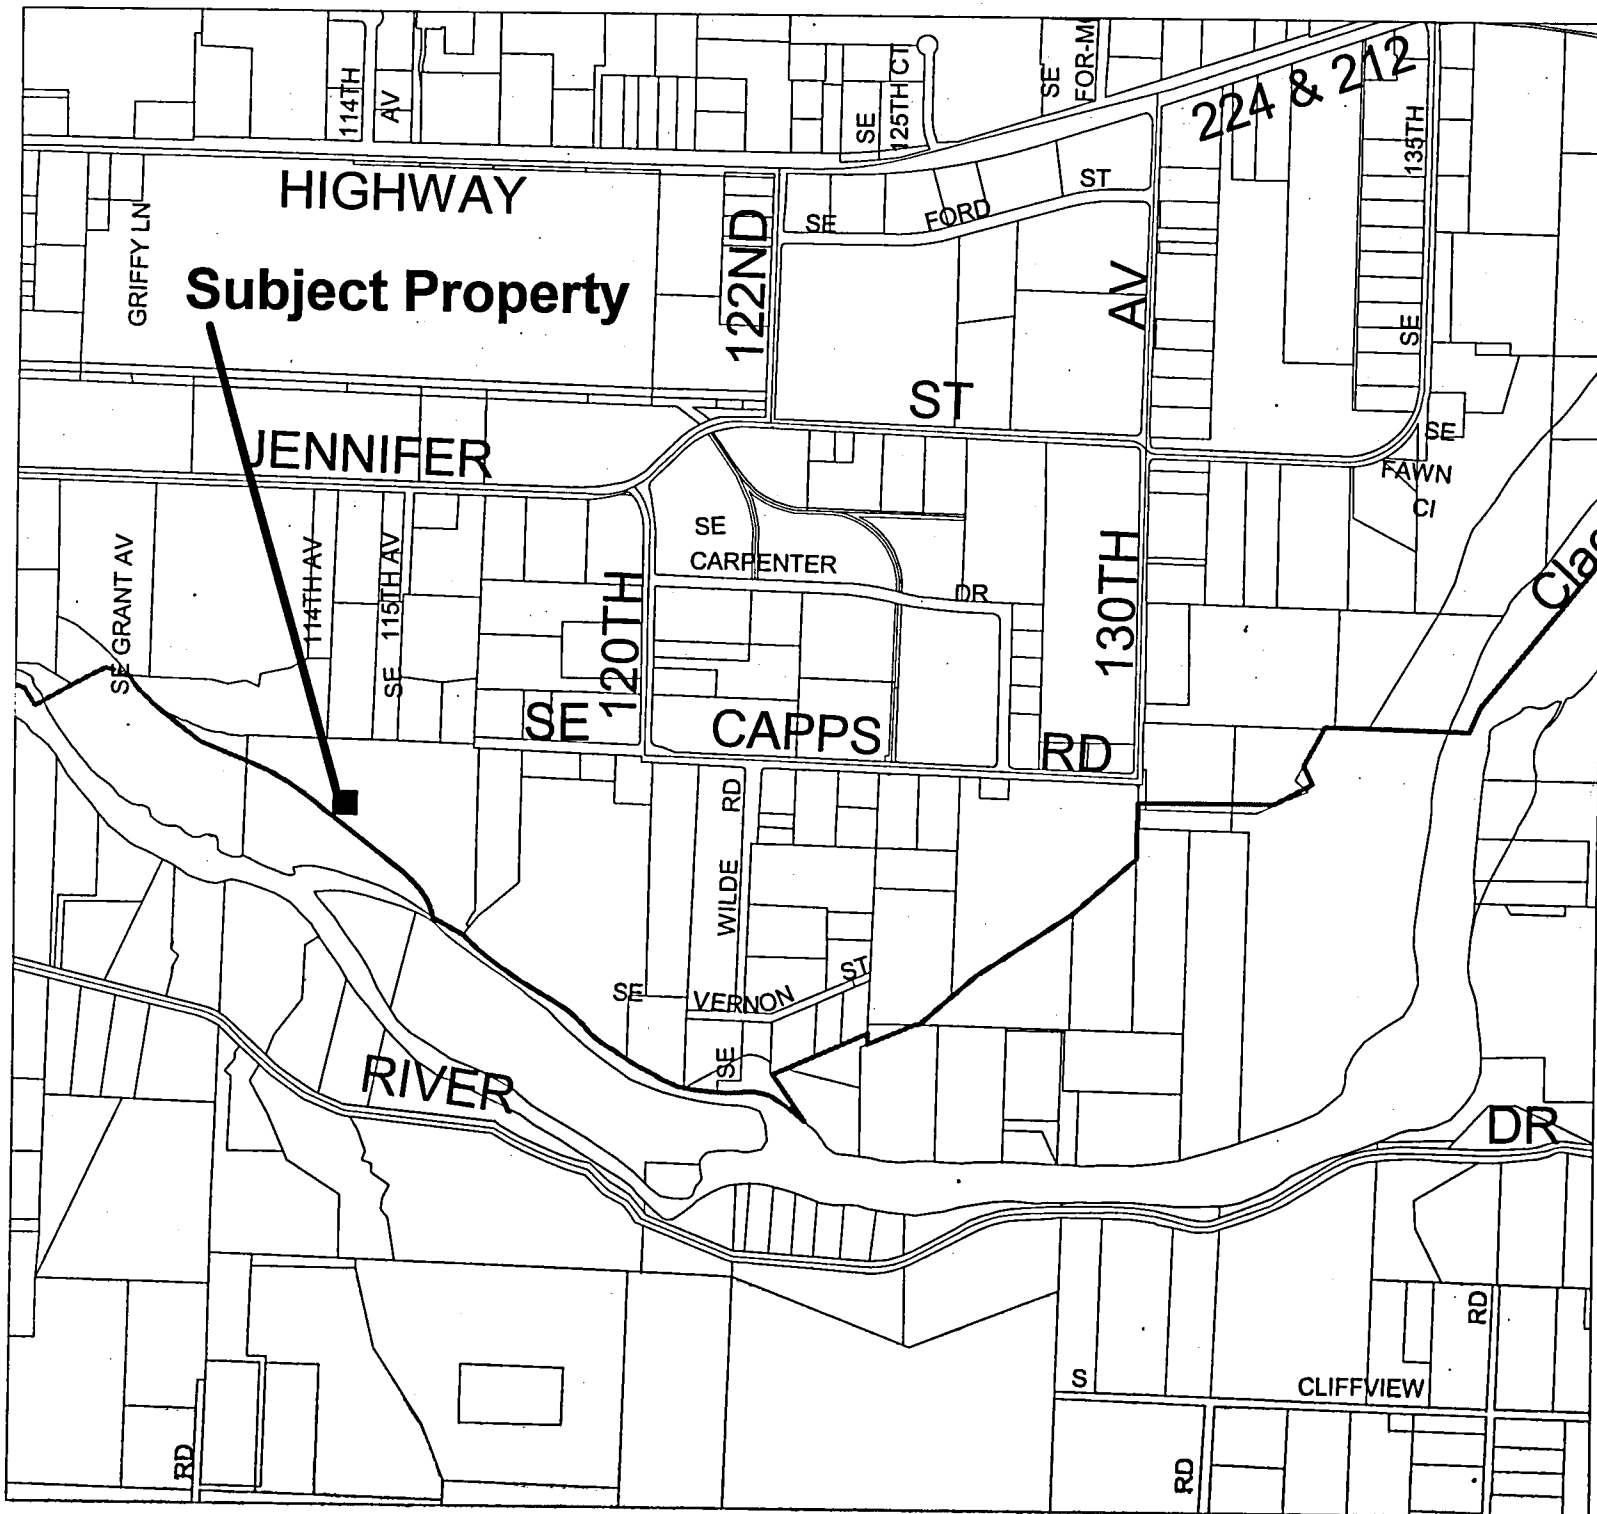 114TH
AV
SE
125TH CT
SE
FOR-M
224 & 212
135TH
SE
HIGHWAY
GRIFFY LN
122ND
SE FORD ST
AV
Subject Property
JENNIFER
ST
SE
FAWN
CI
SE GRANT AV
114TH AV
SE 115TH AV
120TH
SE
CARPENTER
DR
130TH
Cla
SE CAPPS RD
WILDE RD
SE
VERNON ST
SE
RIVER
DR
S
CLIFFVIEW
RD
RD
RD